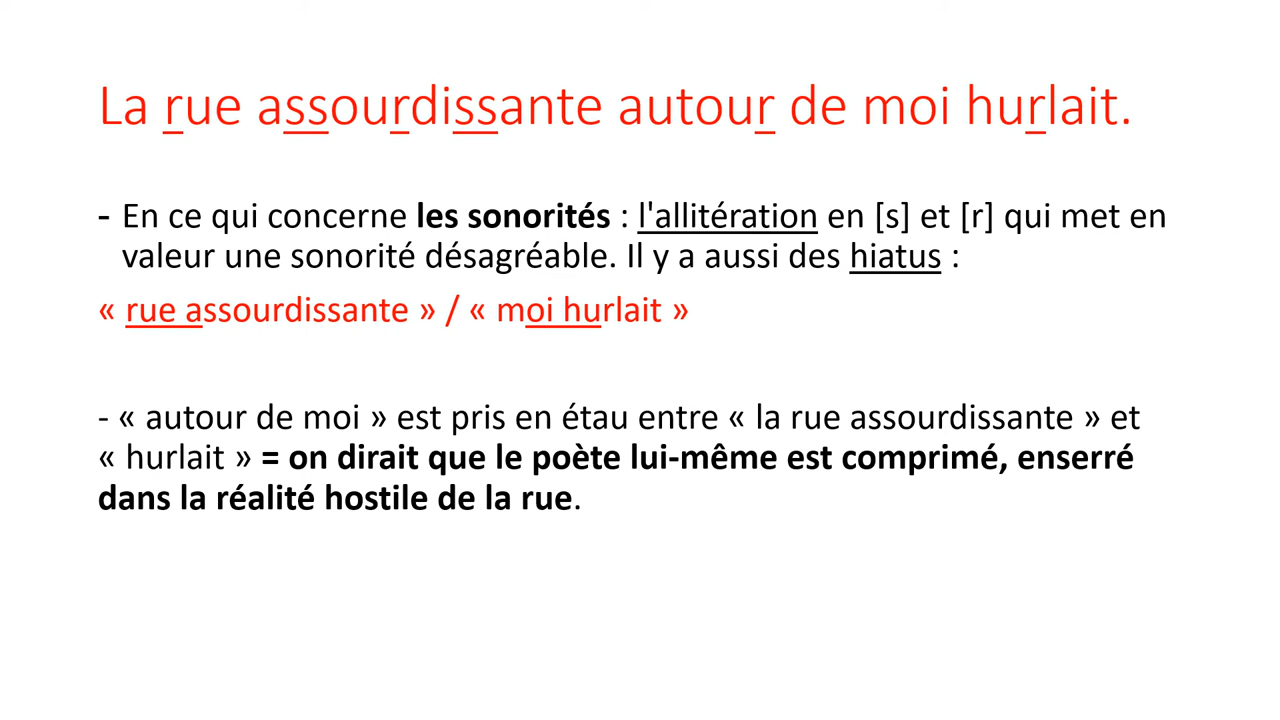 La rue assourdissante autour de moi hurlait.
- En ce qui concerne les sonorités : l'allitération en [s] et [r] qui met en
valeur une sonorité désagréable. Il y a aussi des hiatus :
« rue assourdissante » / « moi hurlait »
- « autour de moi » est pris en étau entre « la rue assourdissante » et
« hurlait » = on dirait que le poète lui-même est comprimé, enserré
dans la réalité hostile de la rue.